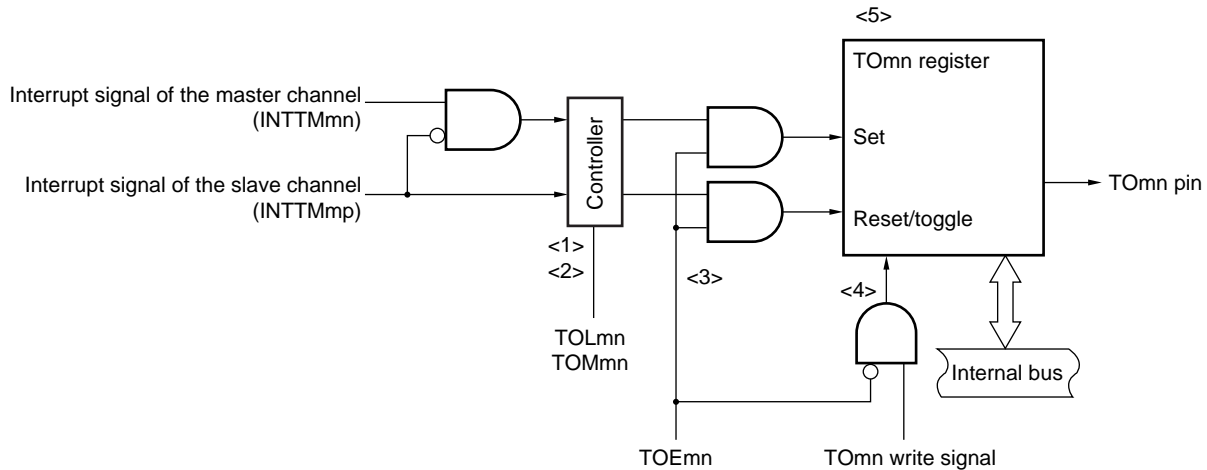 <5>
TOmn register
Interrupt signal of the master channel
(INTTMmn)
Controller
Set
Interrupt signal of the slave channel
(INTTMmp)
TOmn pin
Reset/toggle
<1>
<2>
<3>
<4>
TOLmn
TOMmn
Internal bus
TOEmn
TOmn write signal